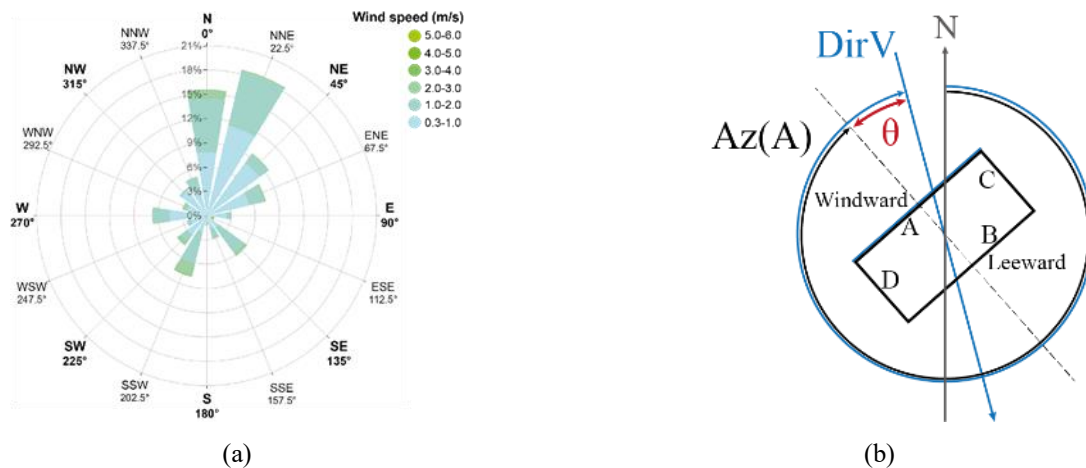 N
0°
NNE
22.5°
NE
45°
ENE
67.5°
E
90°
ESE
112.5°
SE
135°
SSE
157.5°
S
180°
SSW
202.5°
SW
225°
WSW
247.5°
W
270°
WNW
292.5°
NW
315°
NNW
337.5°
21%
18%
15%
12%
9%
6%
3%
0%
Wind speed (m/s)
5.0-6.0
4.0-5.0
3.0-4.0
2.0-3.0
1.0-2.0
0.3-1.0
(a)
DirV
N
θ
Az(A)
Windward
A
C
B
Leeward
D
(b)